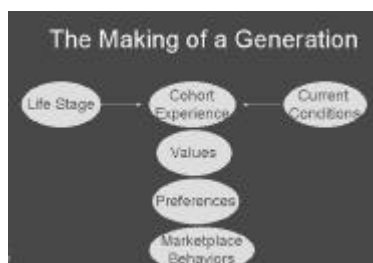 The Making of a Generation
Life Stage
Cohort
Experience
Current
Conditions
Values
Preferences
Marketplace
Behaviors